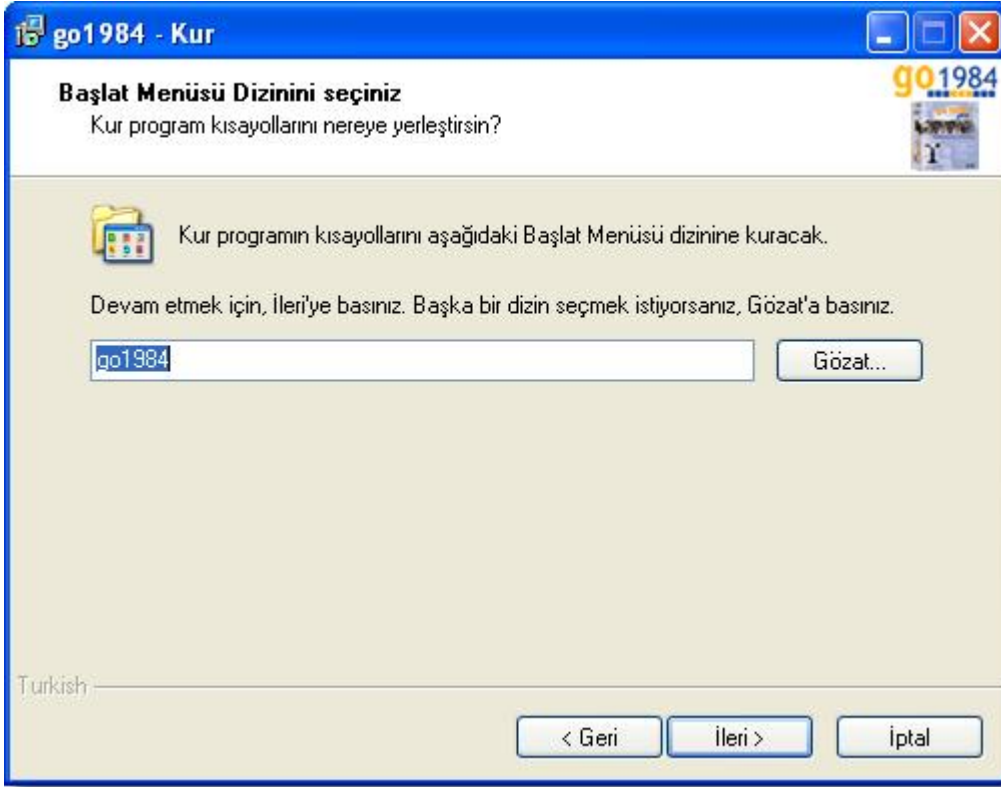 go1984 - Kur
Başlat Menüsü Dizinini seçiniz
Kur program kısayollarını nereye yerleştirsin?
go1984
Kur programın kısayollarını aşağıdaki Başlat Menüsü dizinine kuracak.
Devam etmek için, İleri'ye basınız. Başka bir dizin seçmek istiyorsanız, Gözat'a basınız.
go1984
Gözat...
Turkish
< Geri
İleri >
İptal